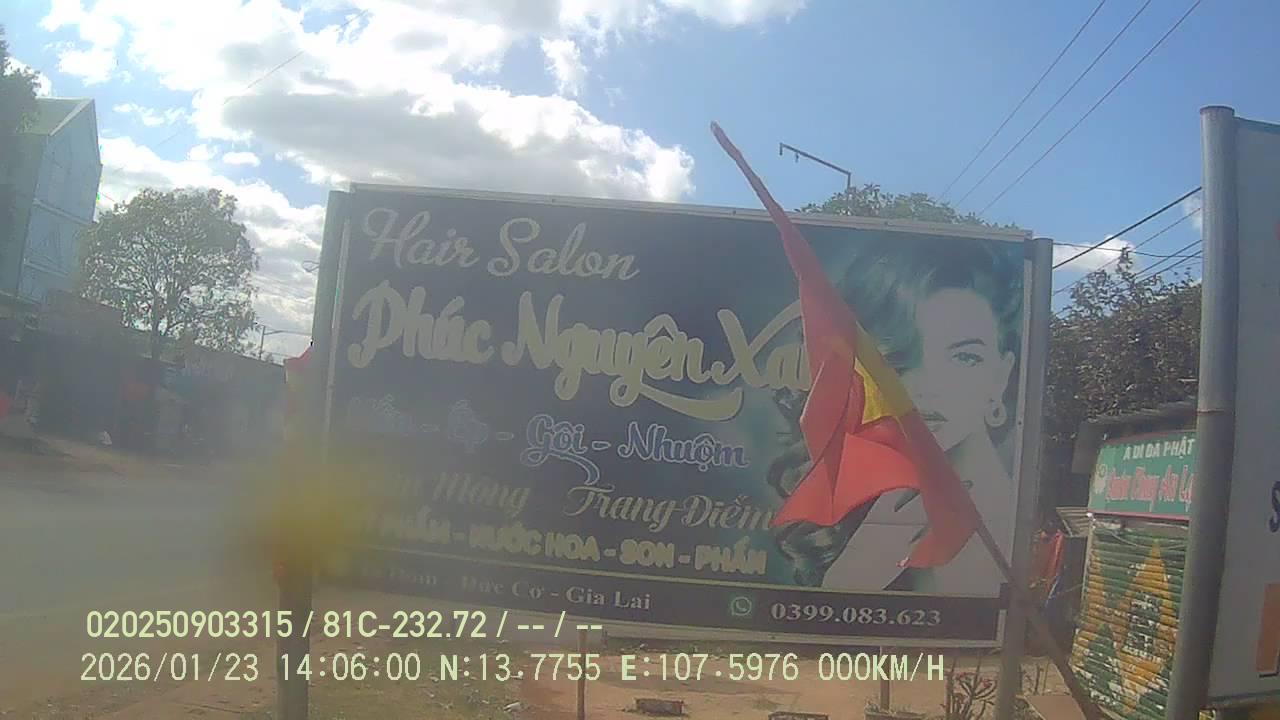 Hair Salon
Phúc Nguyên
Gội - Nhuộm
Trang Điểm
NƯỚC HOA - SON - PHẤN
Đức Cơ - Gia Lai
0399.083.623
A DI ĐÀ PHẬT
020250903315 / 81C-232.72 / -- / --
2026/01/23 14:06:00 N:13.7755 E:107.5976 000KM/H